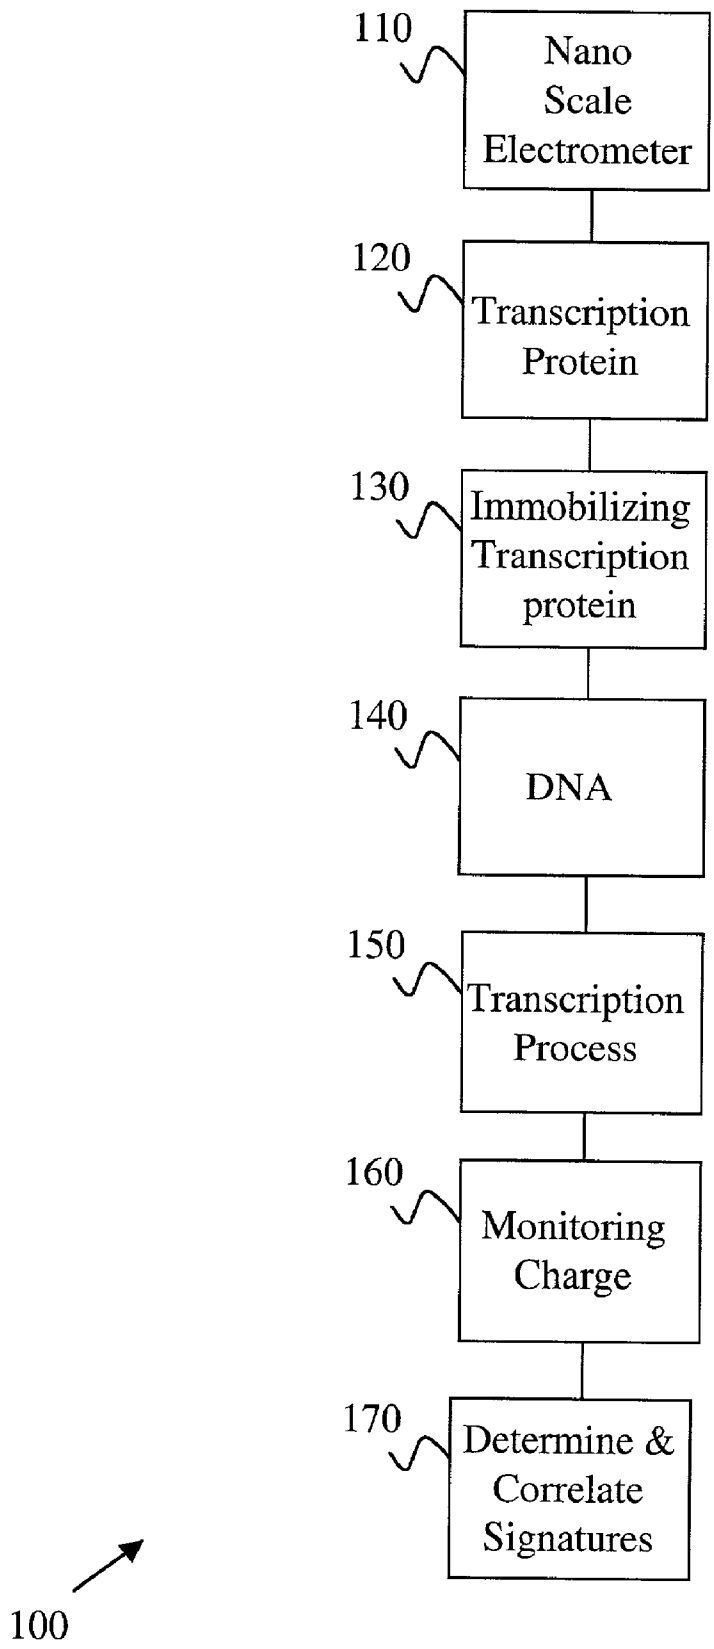 110
Nano
Scale
Electrometer
120
Transcription
Protein
130
Immobilizing
Transcription
protein
140
DNA
150
Transcription
Process
160
Monitoring
Charge
170
Determine &
Correlate
Signatures
100